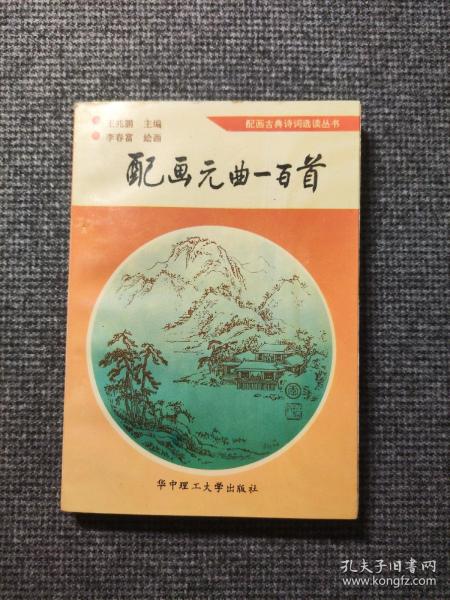 王兆鹏 主编
李春富 绘画
配画古典诗词选读丛书
配画元曲一百首
华中理工大学出版社
孔夫子旧书网
www.kongfz.com